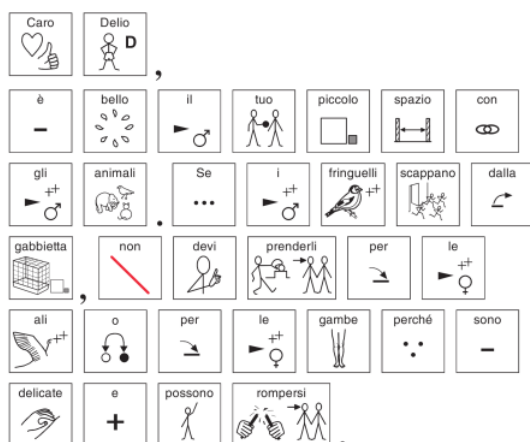 Caro Delio D,
è bello il tuo piccolo spazio con
gli animali. Se i fringuelli scappano dalla
gabbietta, non devi prenderli per le
ali o per le gambe perché sono
delicate e possono rompersi.